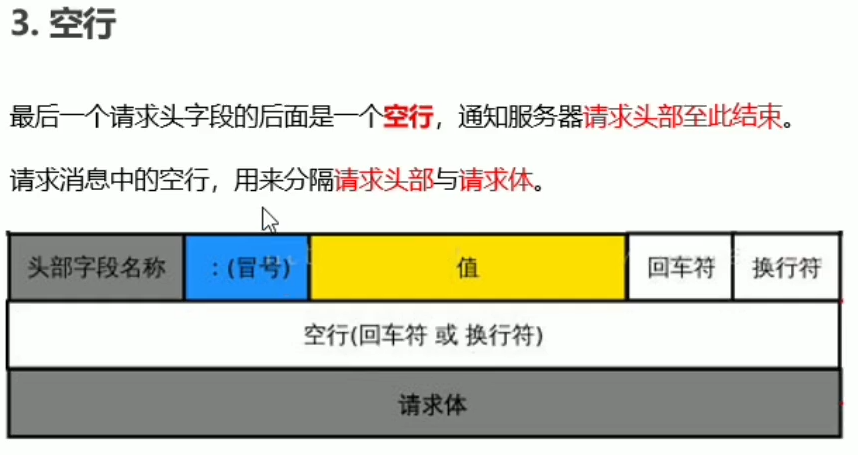 3. 空行
最后一个请求头字段的后面是一个空行，通知服务器请求头部至此结束。
请求消息中的空行，用来分隔请求头部与请求体。
头部字段名称 ：(冒号) 值 回车符 换行符
空行(回车符 或 换行符)
请求体